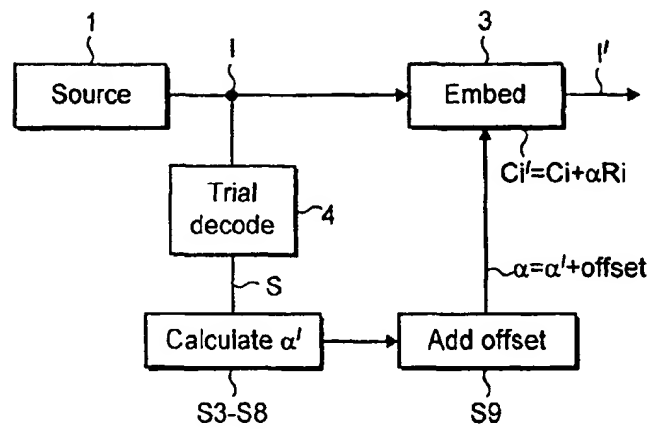 1
I
3
I'
Source
Embed
Ci'=Ci+αRi
Trial
decode
4
α=α'+offset
S
Calculate α'
Add offset
S3-S8
S9